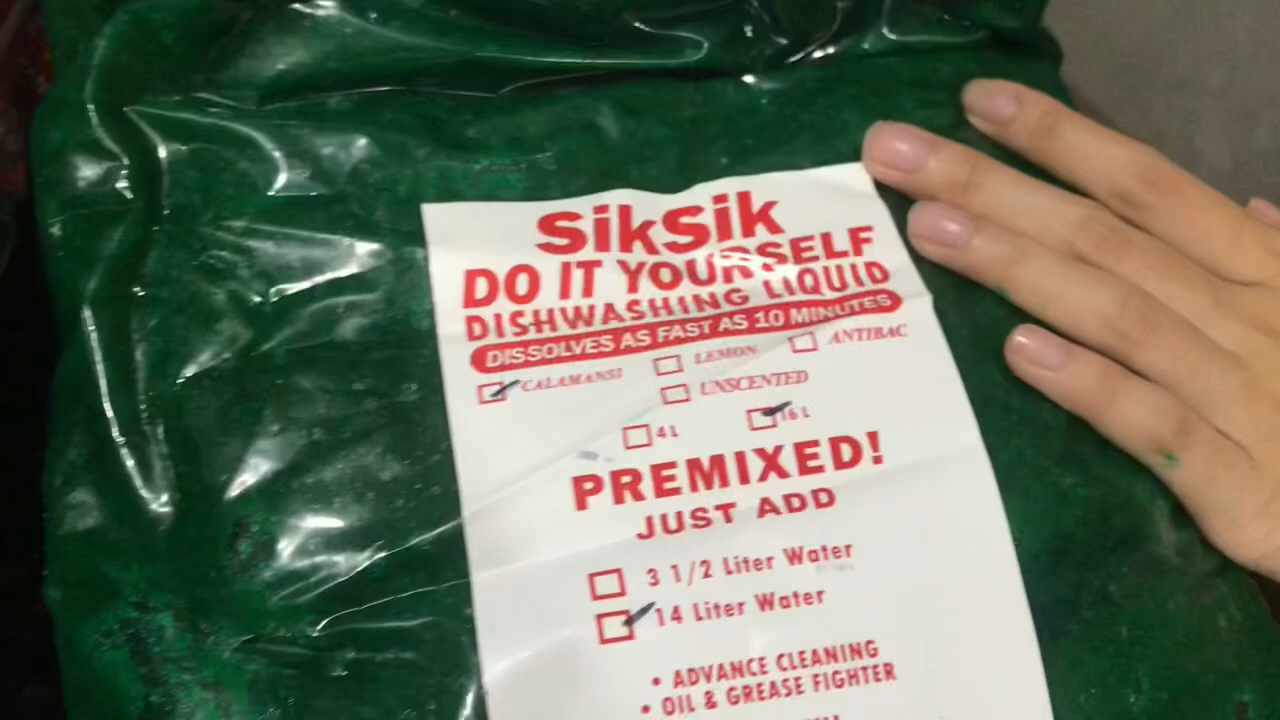 SikSik
DO IT YOURSELF
DISHWASHING LIQUID
DISSOLVES AS FAST AS 10 MINUTES
CALAMANSI LEMON ANTIBAC
UNSCENTED
4L 16 L
PREMIXED!
JUST ADD
3 1/2 Liter Water
14 Liter Water
• ADVANCE CLEANING
• OIL & GREASE FIGHTER